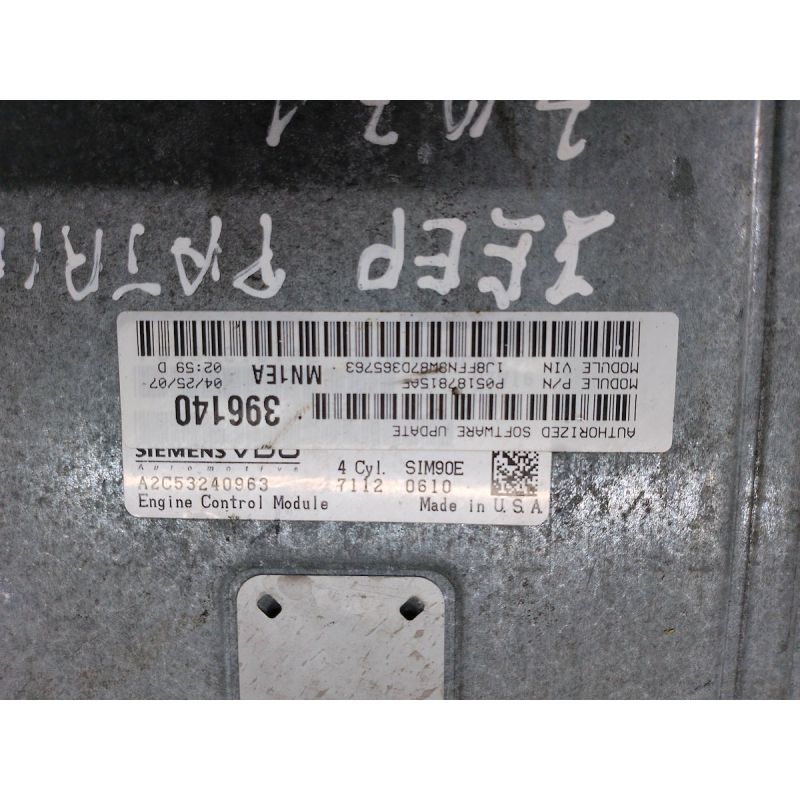 JEEP PATRI
AUTHORIZED SOFTWARE UPDATE
396140
MODULE P/N P05187815AE MN1EA 04/25/07
MODULE VIN 1J8FFN8W87D365763 02:59 D
SIEMENS VDO
Automotive 4 Cyl. SIM90E
A2C53240963 7112 0610
Engine Control Module Made in U.S.A